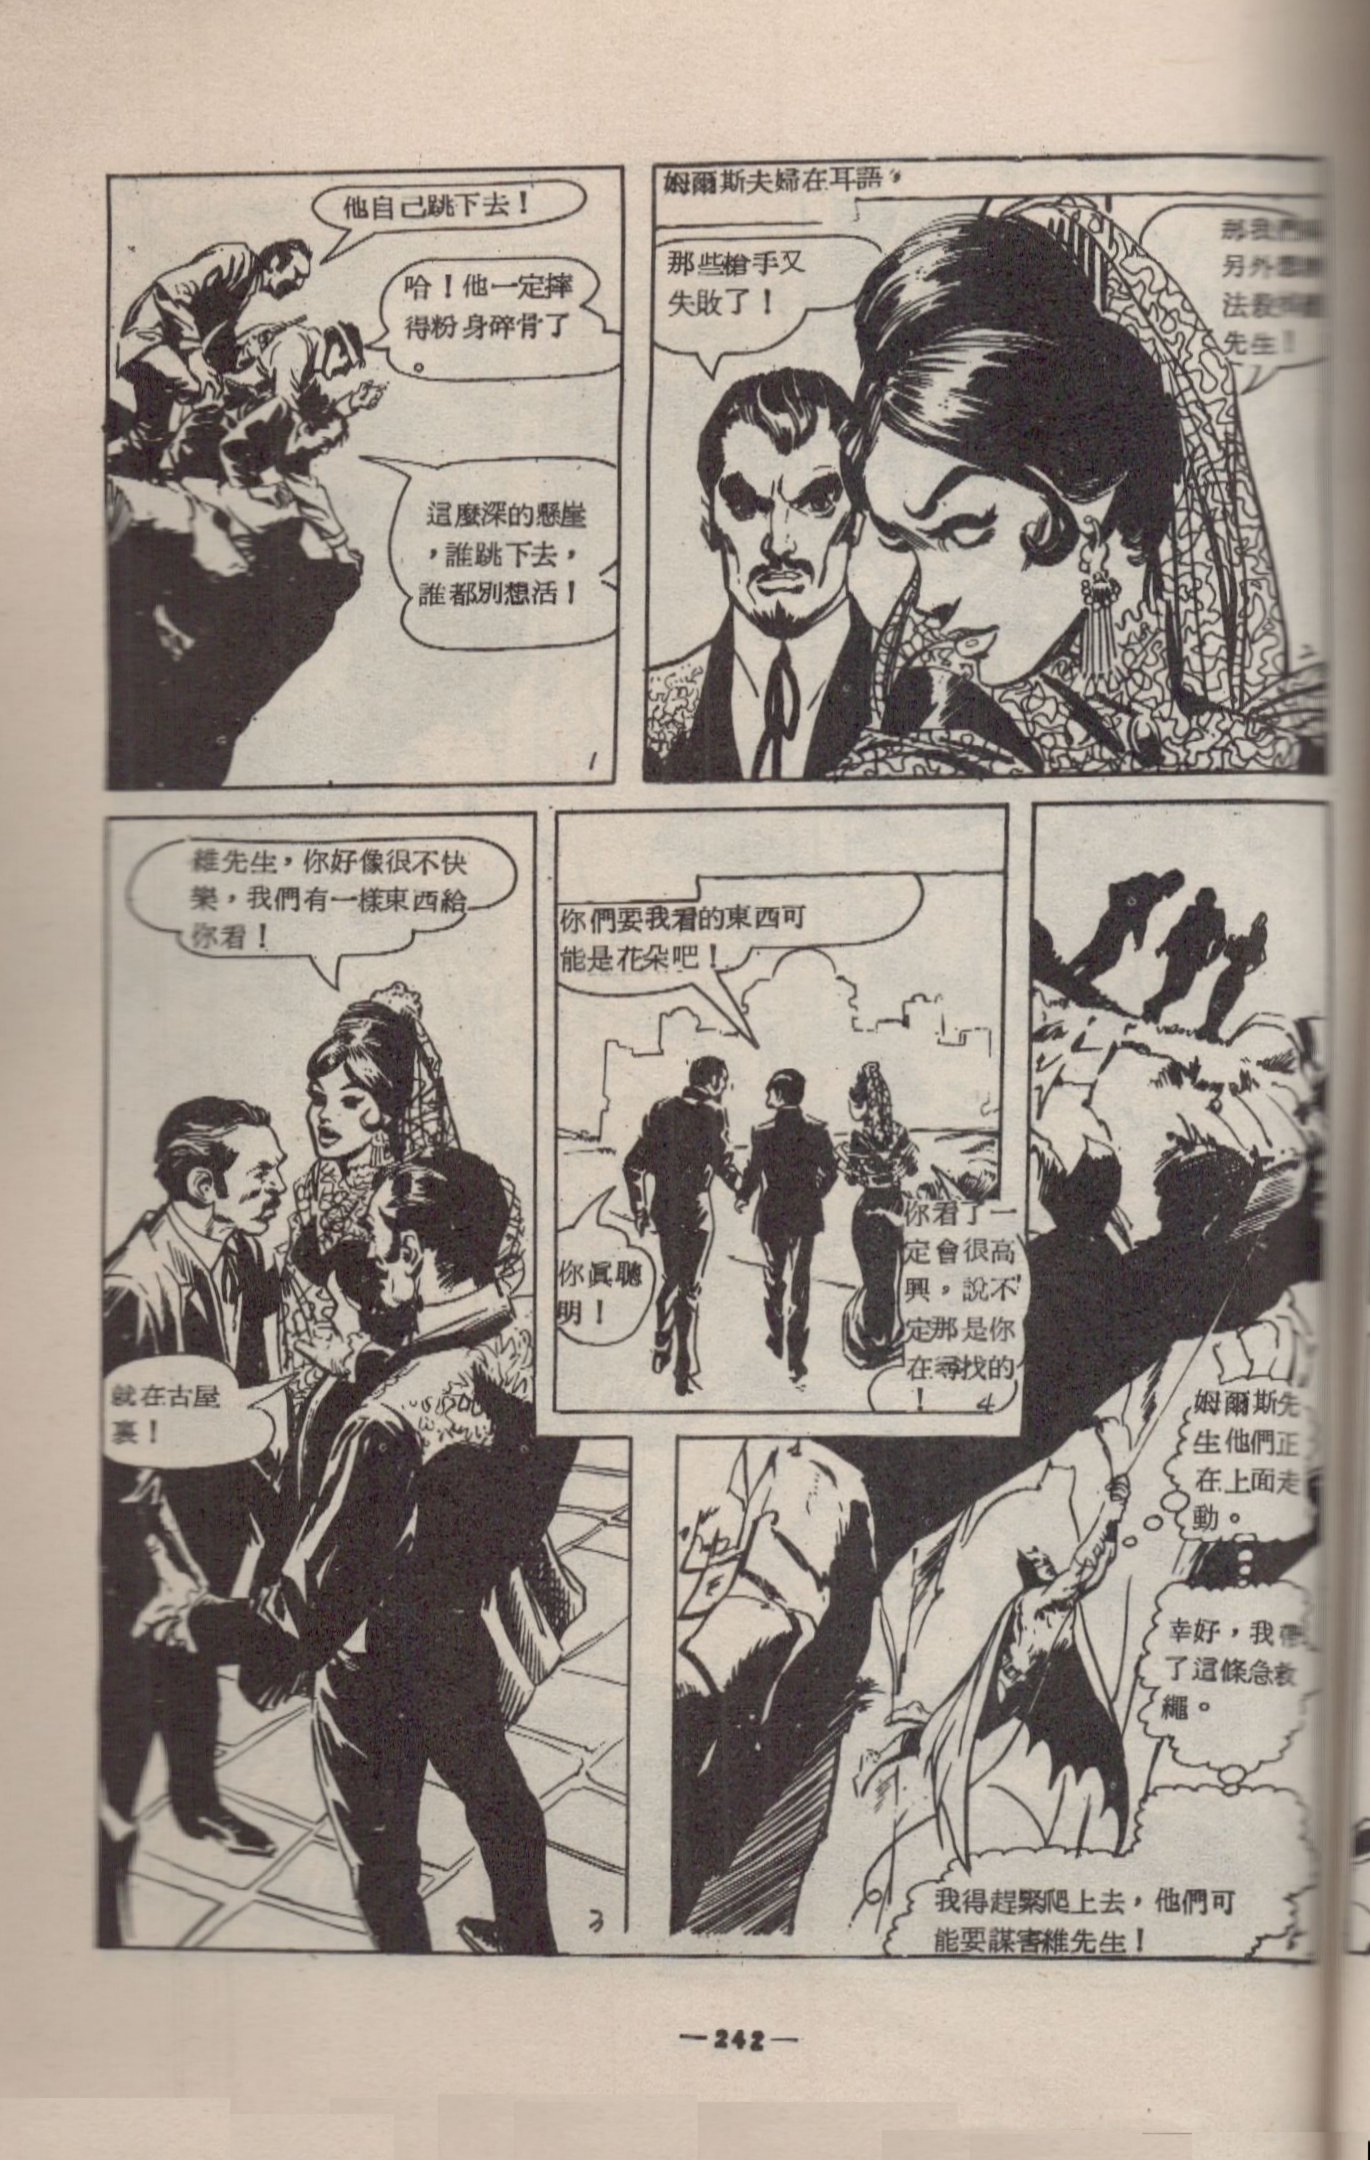 他自己跳下去！
哈！他一定摔
得粉身碎骨了
。
這麼深的懸崖
，誰跳下去，
誰都別想活！
1
姆爾斯夫婦在耳語。
那些槍手又
失敗了！
那我們
另外想
法殺
先生！
2
維先生，你好像很不快
樂，我們有一樣東西給
你看！
就在古屋
裏！
3
你們要我看的東西可
能是花朵吧！
你眞聰
明！
你看了一
定會很高
興，說不
定那是你
在尋找的
！
4
姆爾斯先
生他們正
在上面走
動。
幸好，我帶
了這條急救
繩。
我得趕緊爬上去，他們可
能要謀害維先生！
—242—